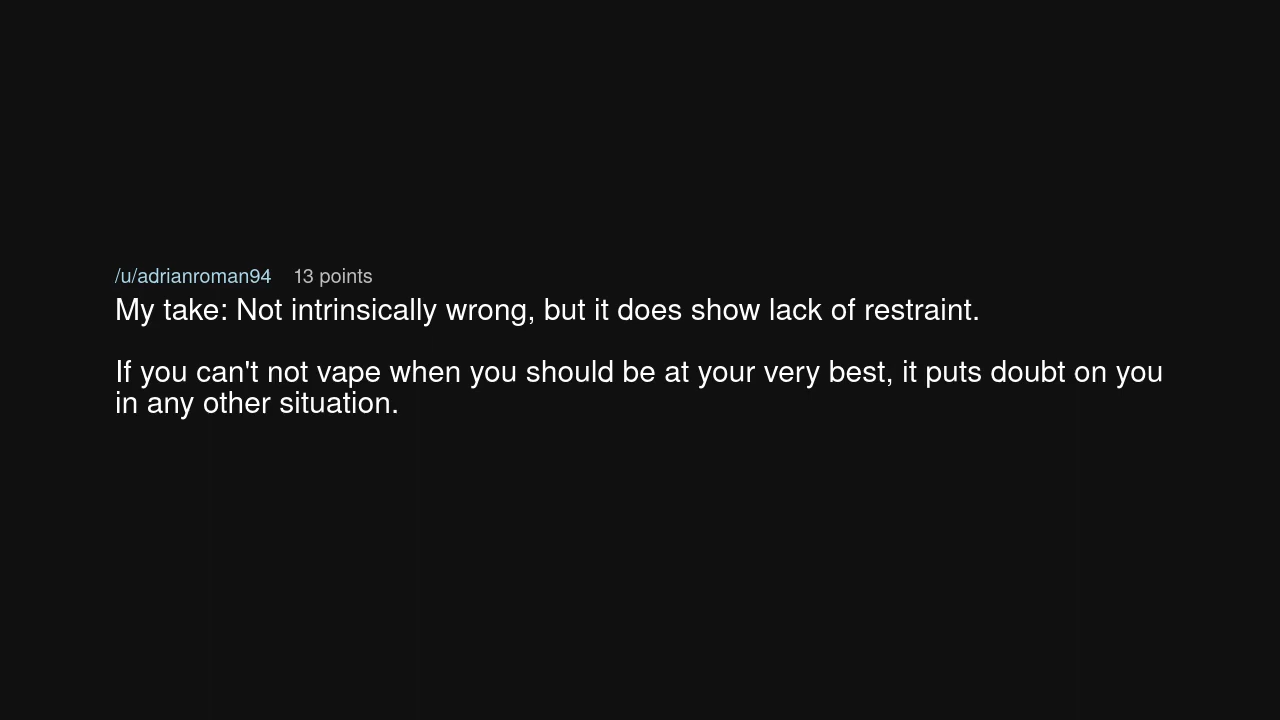 /u/adrianroman94 13 points
My take: Not intrinsically wrong, but it does show lack of restraint.
If you can't not vape when you should be at your very best, it puts doubt on you
in any other situation.